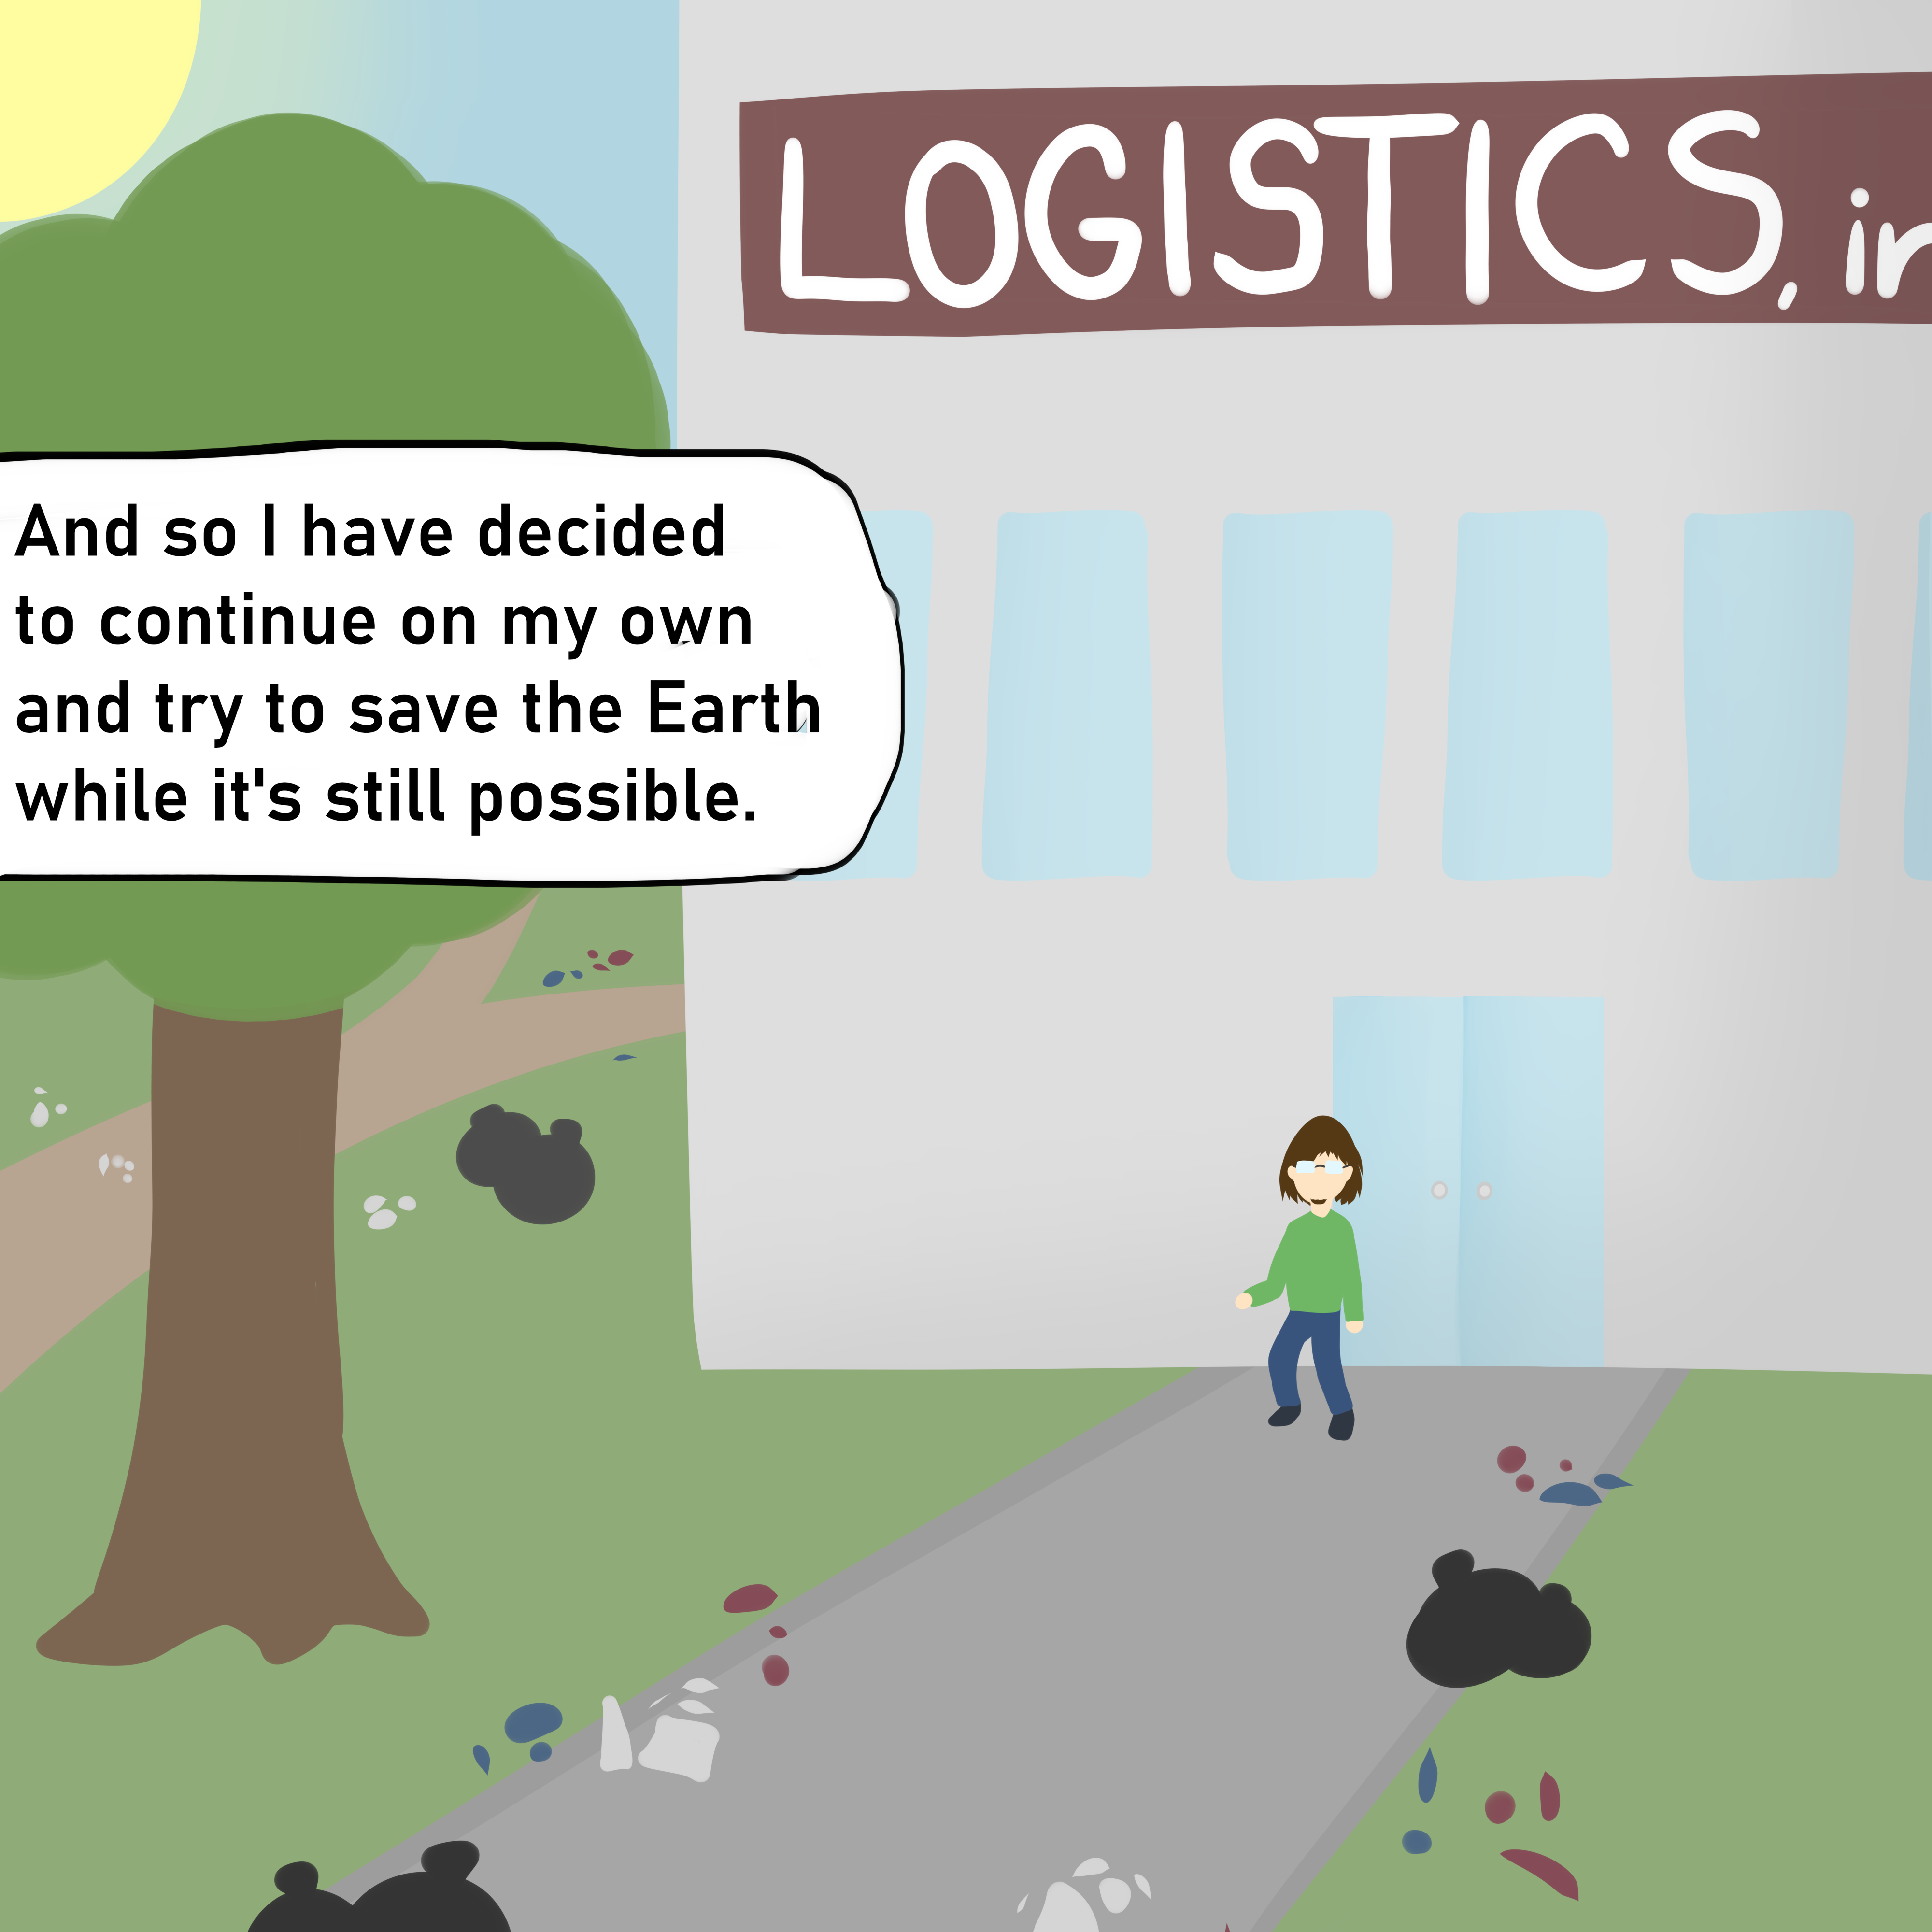 LOGISTICS, in
And so I have decided
to continue on my own
and try to save the Earth
while it's still possible.